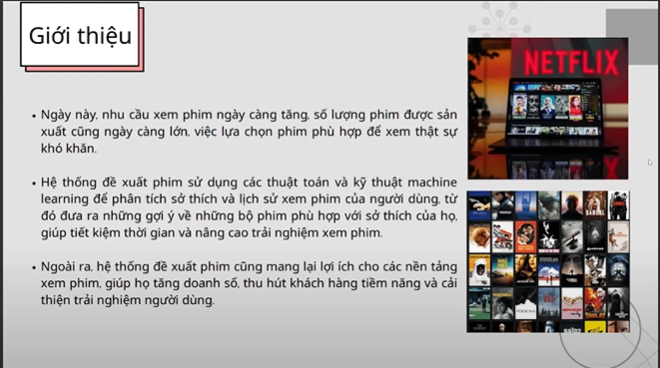 Giới thiệu
NETFLIX
• Ngày này, nhu cầu xem phim ngày càng tăng, số lượng phim được sản
xuất cũng ngày càng lớn, việc lựa chọn phim phù hợp để xem thật sự
khó khăn.
• Hệ thống đề xuất phim sử dụng các thuật toán và kỹ thuật machine
learning để phân tích sở thích và lịch sử xem phim của người dùng, từ
đó đưa ra những gợi ý về những bộ phim phù hợp với sở thích của họ,
giúp tiết kiệm thời gian và nâng cao trải nghiệm xem phim.
• Ngoài ra, hệ thống đề xuất phim cũng mang lại lợi ích cho các nền tảng
xem phim, giúp họ tăng doanh số, thu hút khách hàng tiềm năng và cải
thiện trải nghiệm người dùng.